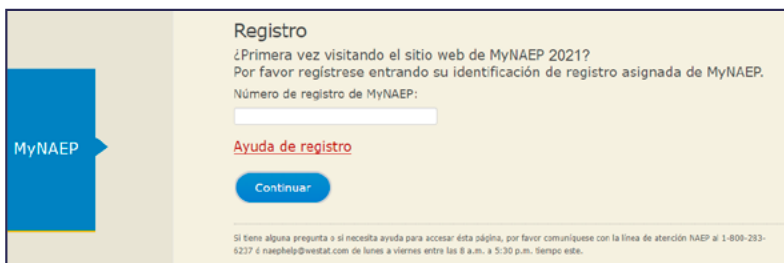 Registro
¿Primera vez visitando el sitio web de MyNAEP 2021?
Por favor regístrese entrando su identificación de registro asignada de MyNAEP.
Número de registro de MyNAEP:
MyNAEP
Ayuda de registro
Continuar
Si tiene alguna pregunta o si necesita ayuda para accesar ésta página, por favor comuníquese con la línea de atención NAEP al 1-800-283-
6237 ó naephelp@westat.com de lunes a viernes entre las 8 a.m. a 5:30 p.m. tiempo este.